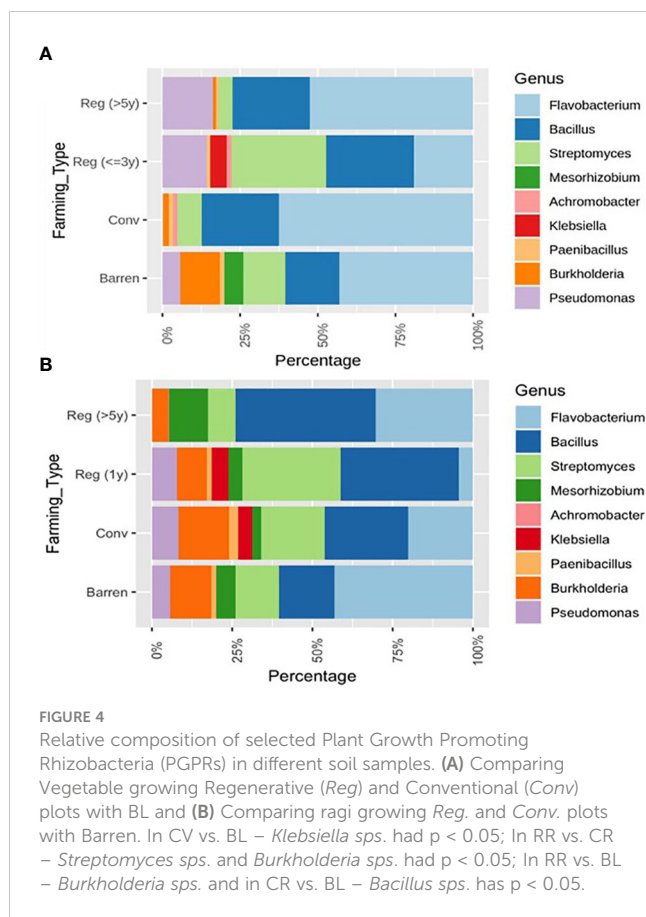 A
Farming_Type
Reg (>5y)
Reg (<=3y)
Conv
Barren
0%
25%
50%
75%
100%
Percentage
Genus
Flavobacterium
Bacillus
Streptomyces
Mesorhizobium
Achromobacter
Klebsiella
Paenibacillus
Burkholderia
Pseudomonas
B
Farming_Type
Reg (>5y)
Reg (1y)
Conv
Barren
0%
25%
50%
75%
100%
Percentage
Genus
Flavobacterium
Bacillus
Streptomyces
Mesorhizobium
Achromobacter
Klebsiella
Paenibacillus
Burkholderia
Pseudomonas
FIGURE 4
Relative composition of selected Plant Growth Promoting
Rhizobacteria (PGPRs) in different soil samples. (A) Comparing
Vegetable growing Regenerative (Reg) and Conventional (Conv)
plots with BL and (B) Comparing ragi growing Reg. and Conv. plots
with Barren. In CV vs. BL – Klebsiella sps. had p < 0.05; In RR vs. CR
– Streptomyces sps. and Burkholderia sps. had p < 0.05; In RR vs. BL
– Burkholderia sps. and in CR vs. BL – Bacillus sps. has p < 0.05.